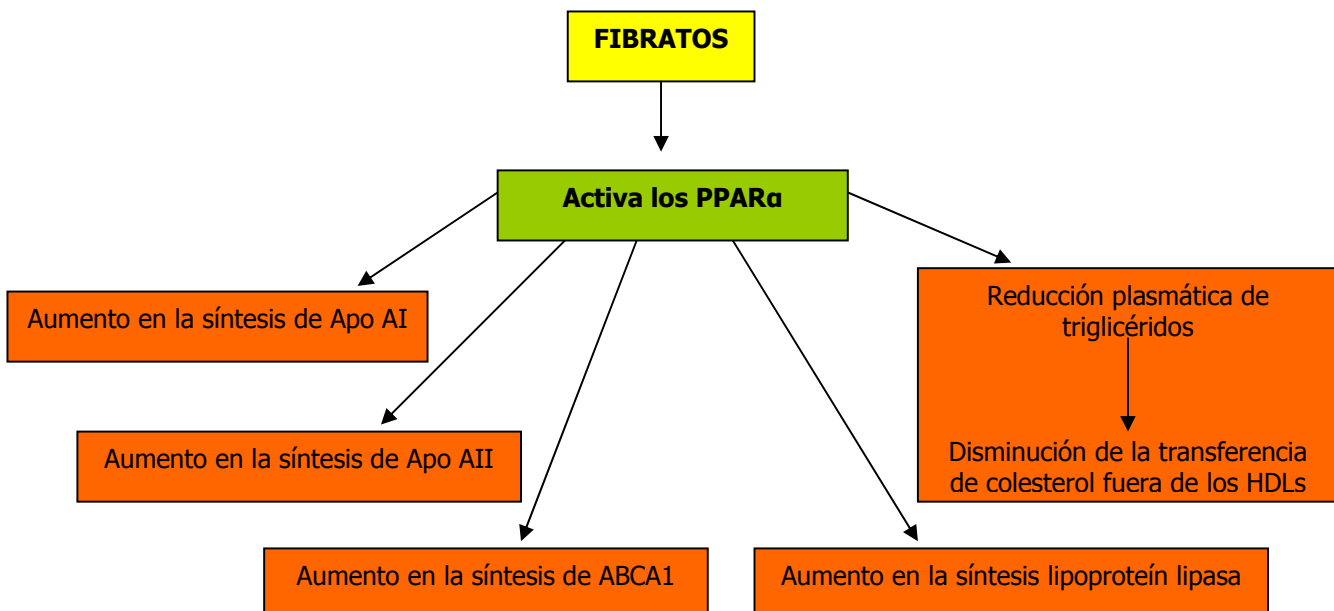 FIBRATOS
Activa los PPARα
Aumento en la síntesis de Apo AI
Aumento en la síntesis de Apo AII
Aumento en la síntesis de ABCA1
Aumento en la síntesis lipoproteín lipasa
Reducción plasmática de
triglicéridos
Disminución de la transferencia
de colesterol fuera de los HDLs